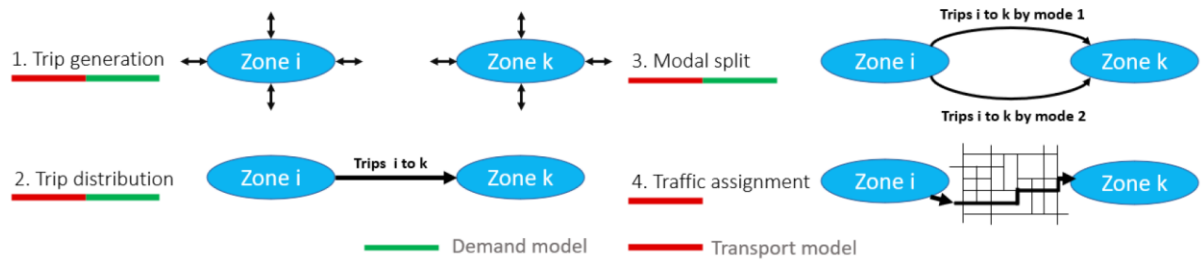 1. Trip generation
Zone i
Zone k
2. Trip distribution
Zone i
Trips i to k
Zone k
3. Modal split
Trips i to k by mode 1
Zone i
Zone k
Trips i to k by mode 2
4. Traffic assignment
Zone i
Zone k
Demand model
Transport model